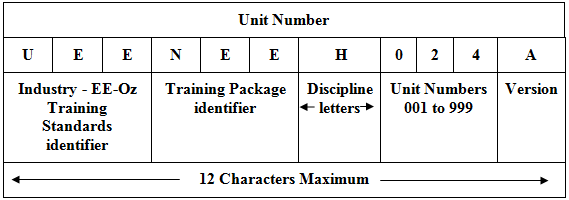 Unit Number
U E E N E E H 0 2 4 A
Industry - EE-Oz Training Package Discipline Unit Numbers Version
Training identifier letters 001 to 999
Standards
identifier
12 Characters Maximum